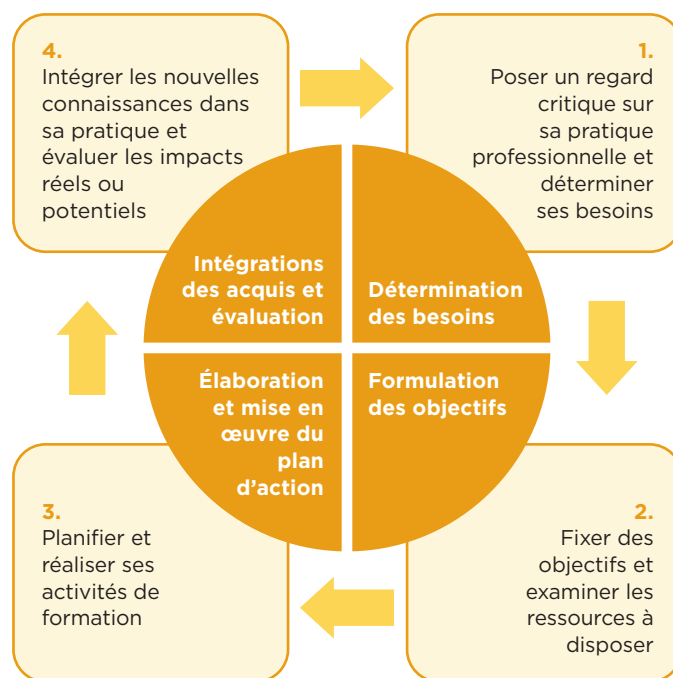 4.
Intégrer les nouvelles
connaissances dans
sa pratique et
évaluer les impacts
réels ou
potentiels
1.
Poser un regard
critique sur
sa pratique
professionnelle et
déterminer
ses besoins
Intégrations
des acquis et
évaluation
Détermination
des besoins
Élaboration
et mise en
œuvre du
plan
d'action
Formulation
des objectifs
3.
Planifier et
réaliser ses
activités de
formation
2.
Fixer des
objectifs et
examiner les
ressources à
disposer